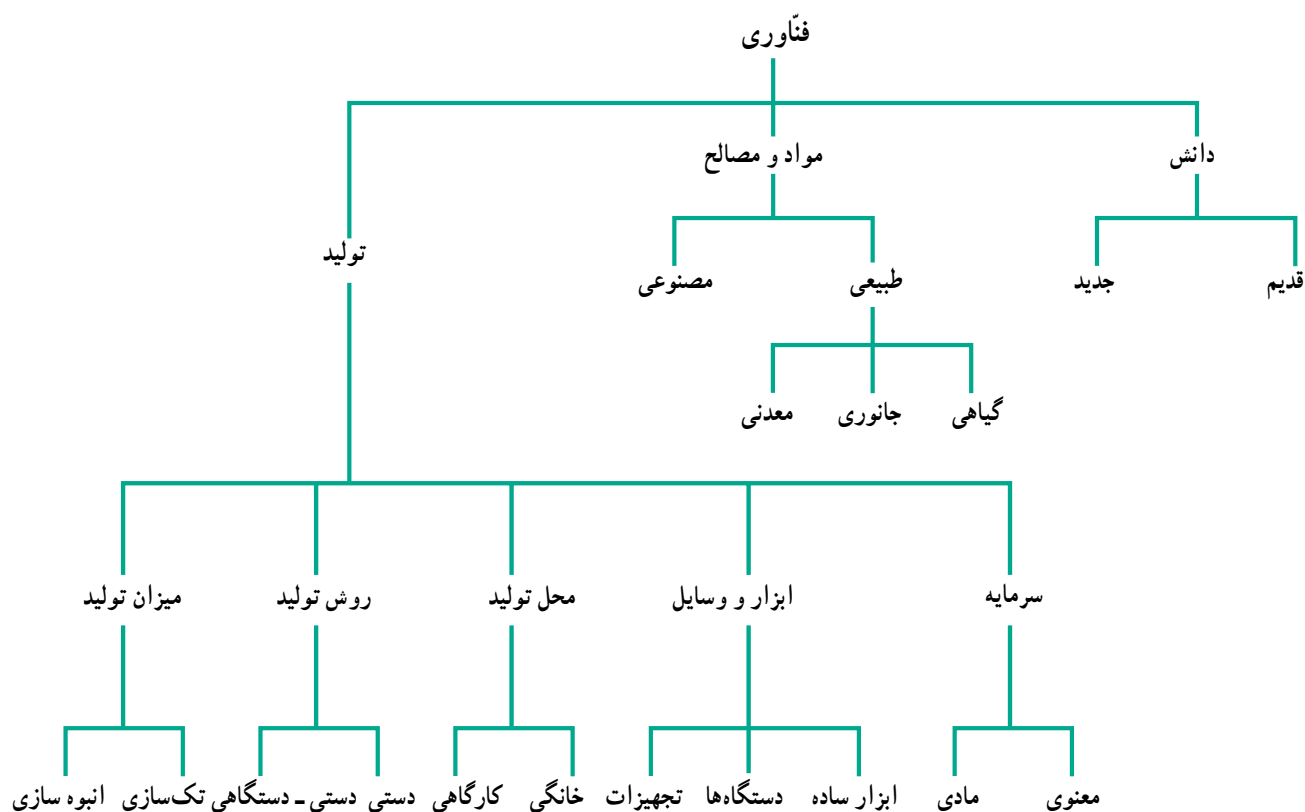 فنّاوری
دانش
مواد و مصالح
تولید
قدیم
جدید
طبیعی
مصنوعی
گیاهی
جانوری
معدنی
سرمایه
ابزار و وسایل
محل تولید
روش تولید
میزان تولید
معنوی
مادی
ابزار ساده
دستگاه‌ها
تجهیزات
خانگی
کارگاهی
دستی
دستی ـ دستگاهی
تک‌سازی
انبوه سازی